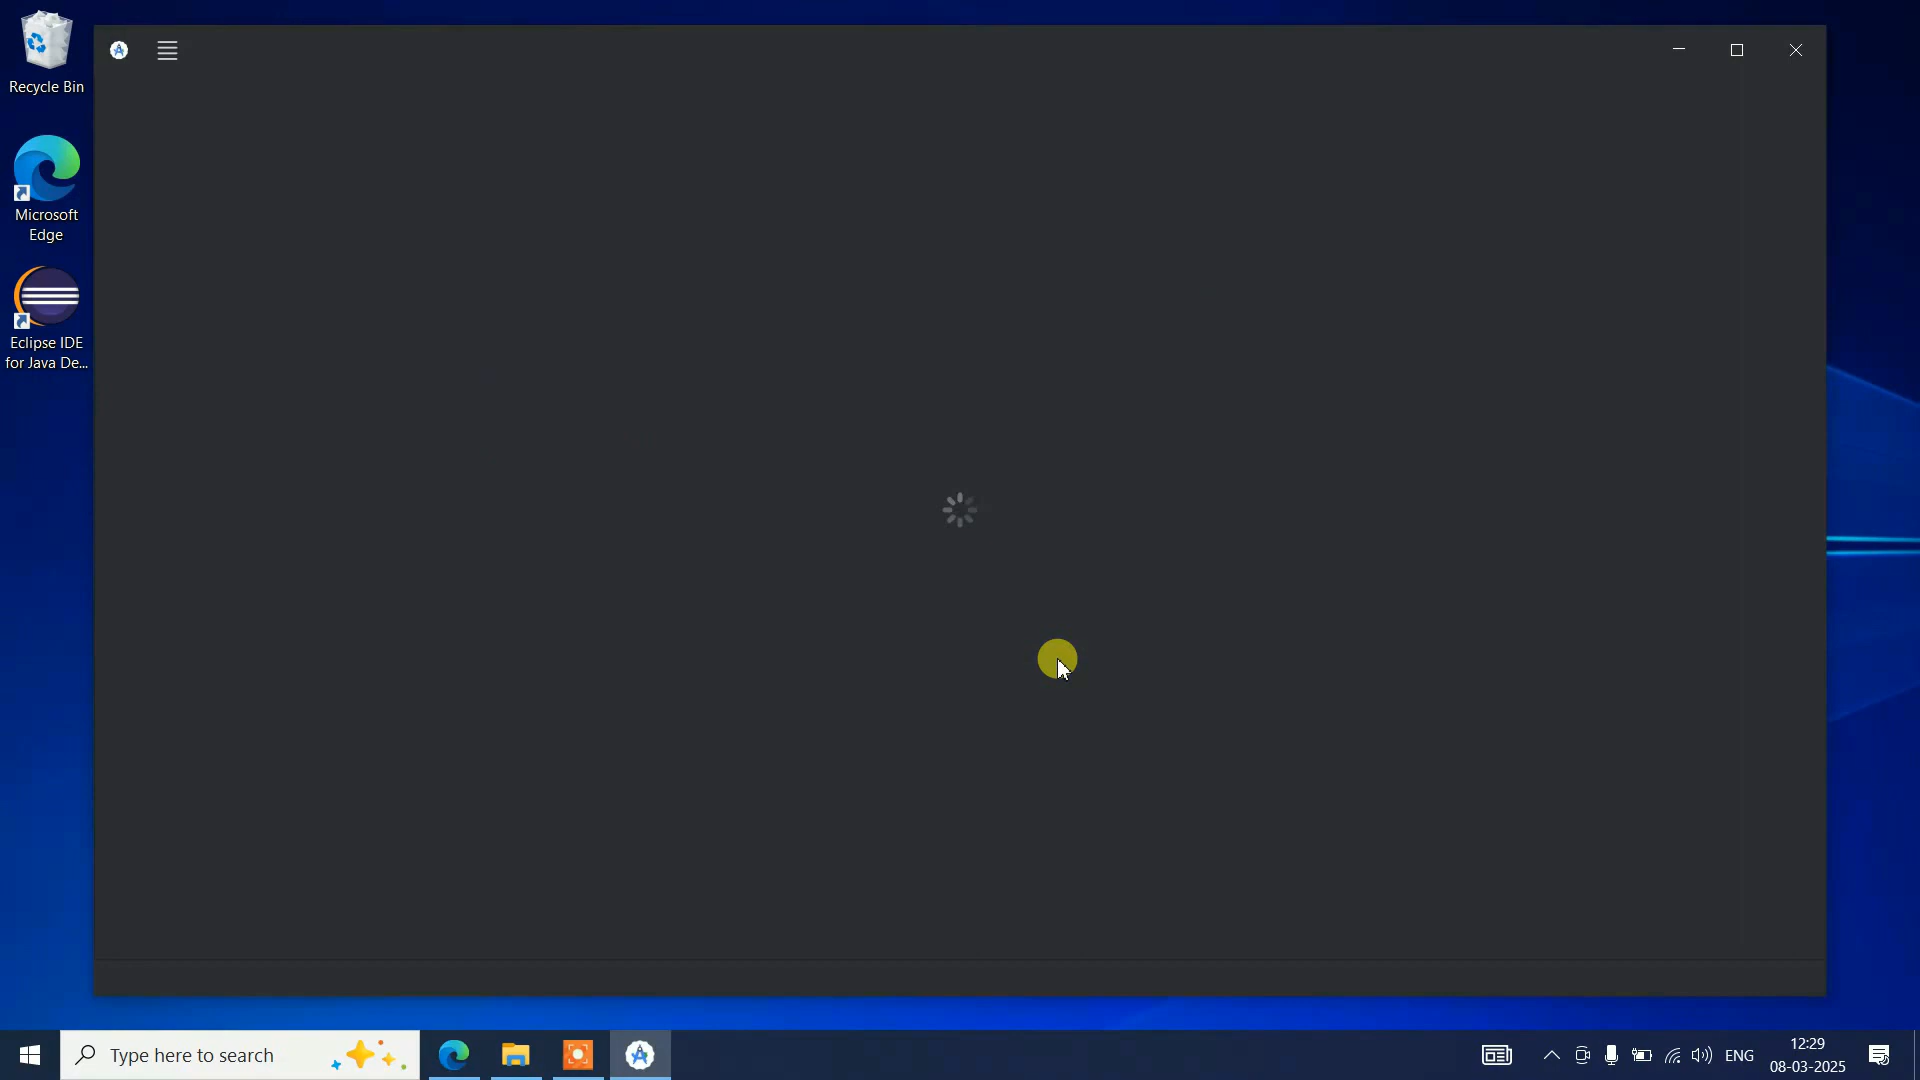 Recycle Bin
Microsoft
Edge
Eclipse IDE
for Java De...
Type here to search
ENG
12:29
08-03-2025